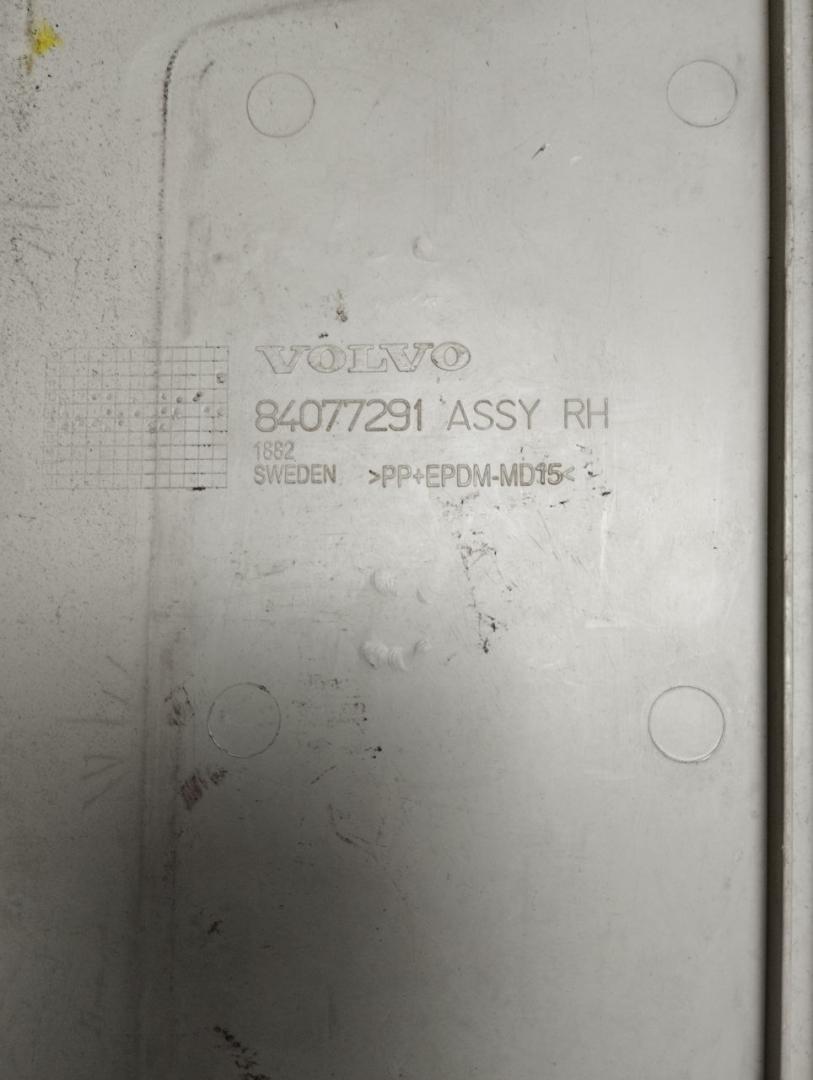 VOLVO
84077291 ASSY RH
1882
SWEDEN >PP+EPDM-MD15<